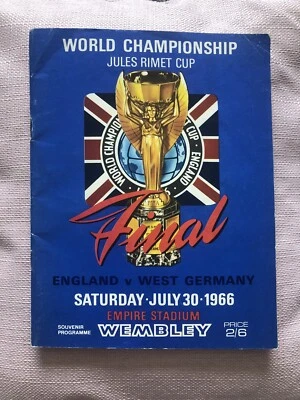 WORLD CHAMPIONSHIP
JULES RIMET CUP
WORLD CHAMPIONSHIP
CUP · ENGLAND
Final
ENGLAND v WEST GERMANY
SATURDAY·JULY 30·1966
EMPIRE STADIUM
SOUVENIR
PROGRAMME
WEMBLEY
PRICE
2/6